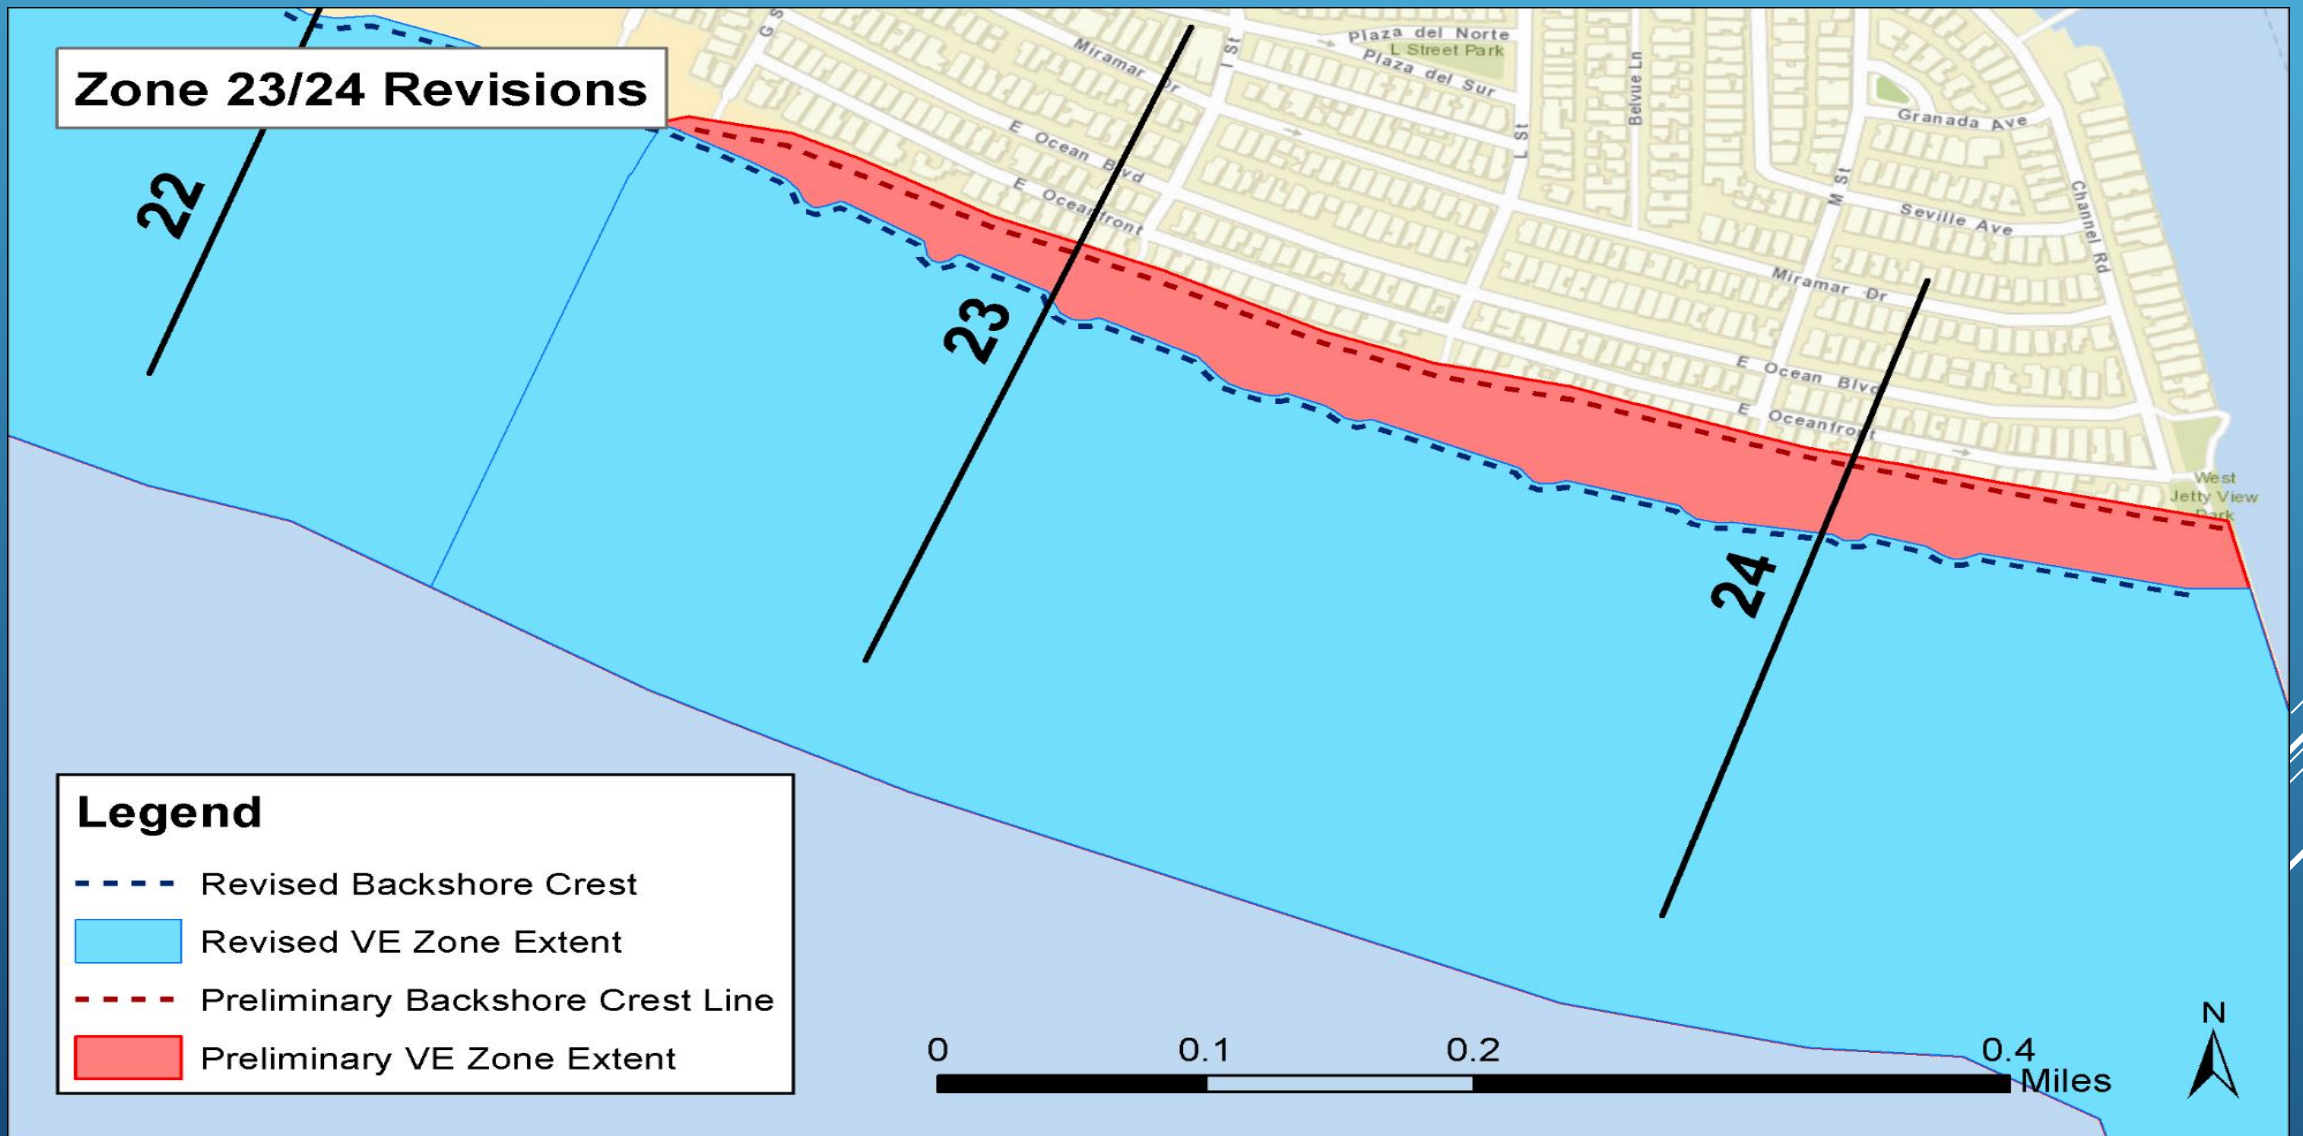 Zone 23/24 Revisions
22
23
24
G S
Miramar Dr
I St
Plaza del Norte
L Street Park
Plaza del Sur
L St
Belvue Ln
M St
Granada Ave
Seville Ave
Channel Rd
Miramar Dr
E Ocean Blvd
E Oceanfront
E Ocean Blvd
E Oceanfront
West
Jetty View
Park
Legend
Revised Backshore Crest
Revised VE Zone Extent
Preliminary Backshore Crest Line
Preliminary VE Zone Extent
0 0.1 0.2 0.4
Miles
N